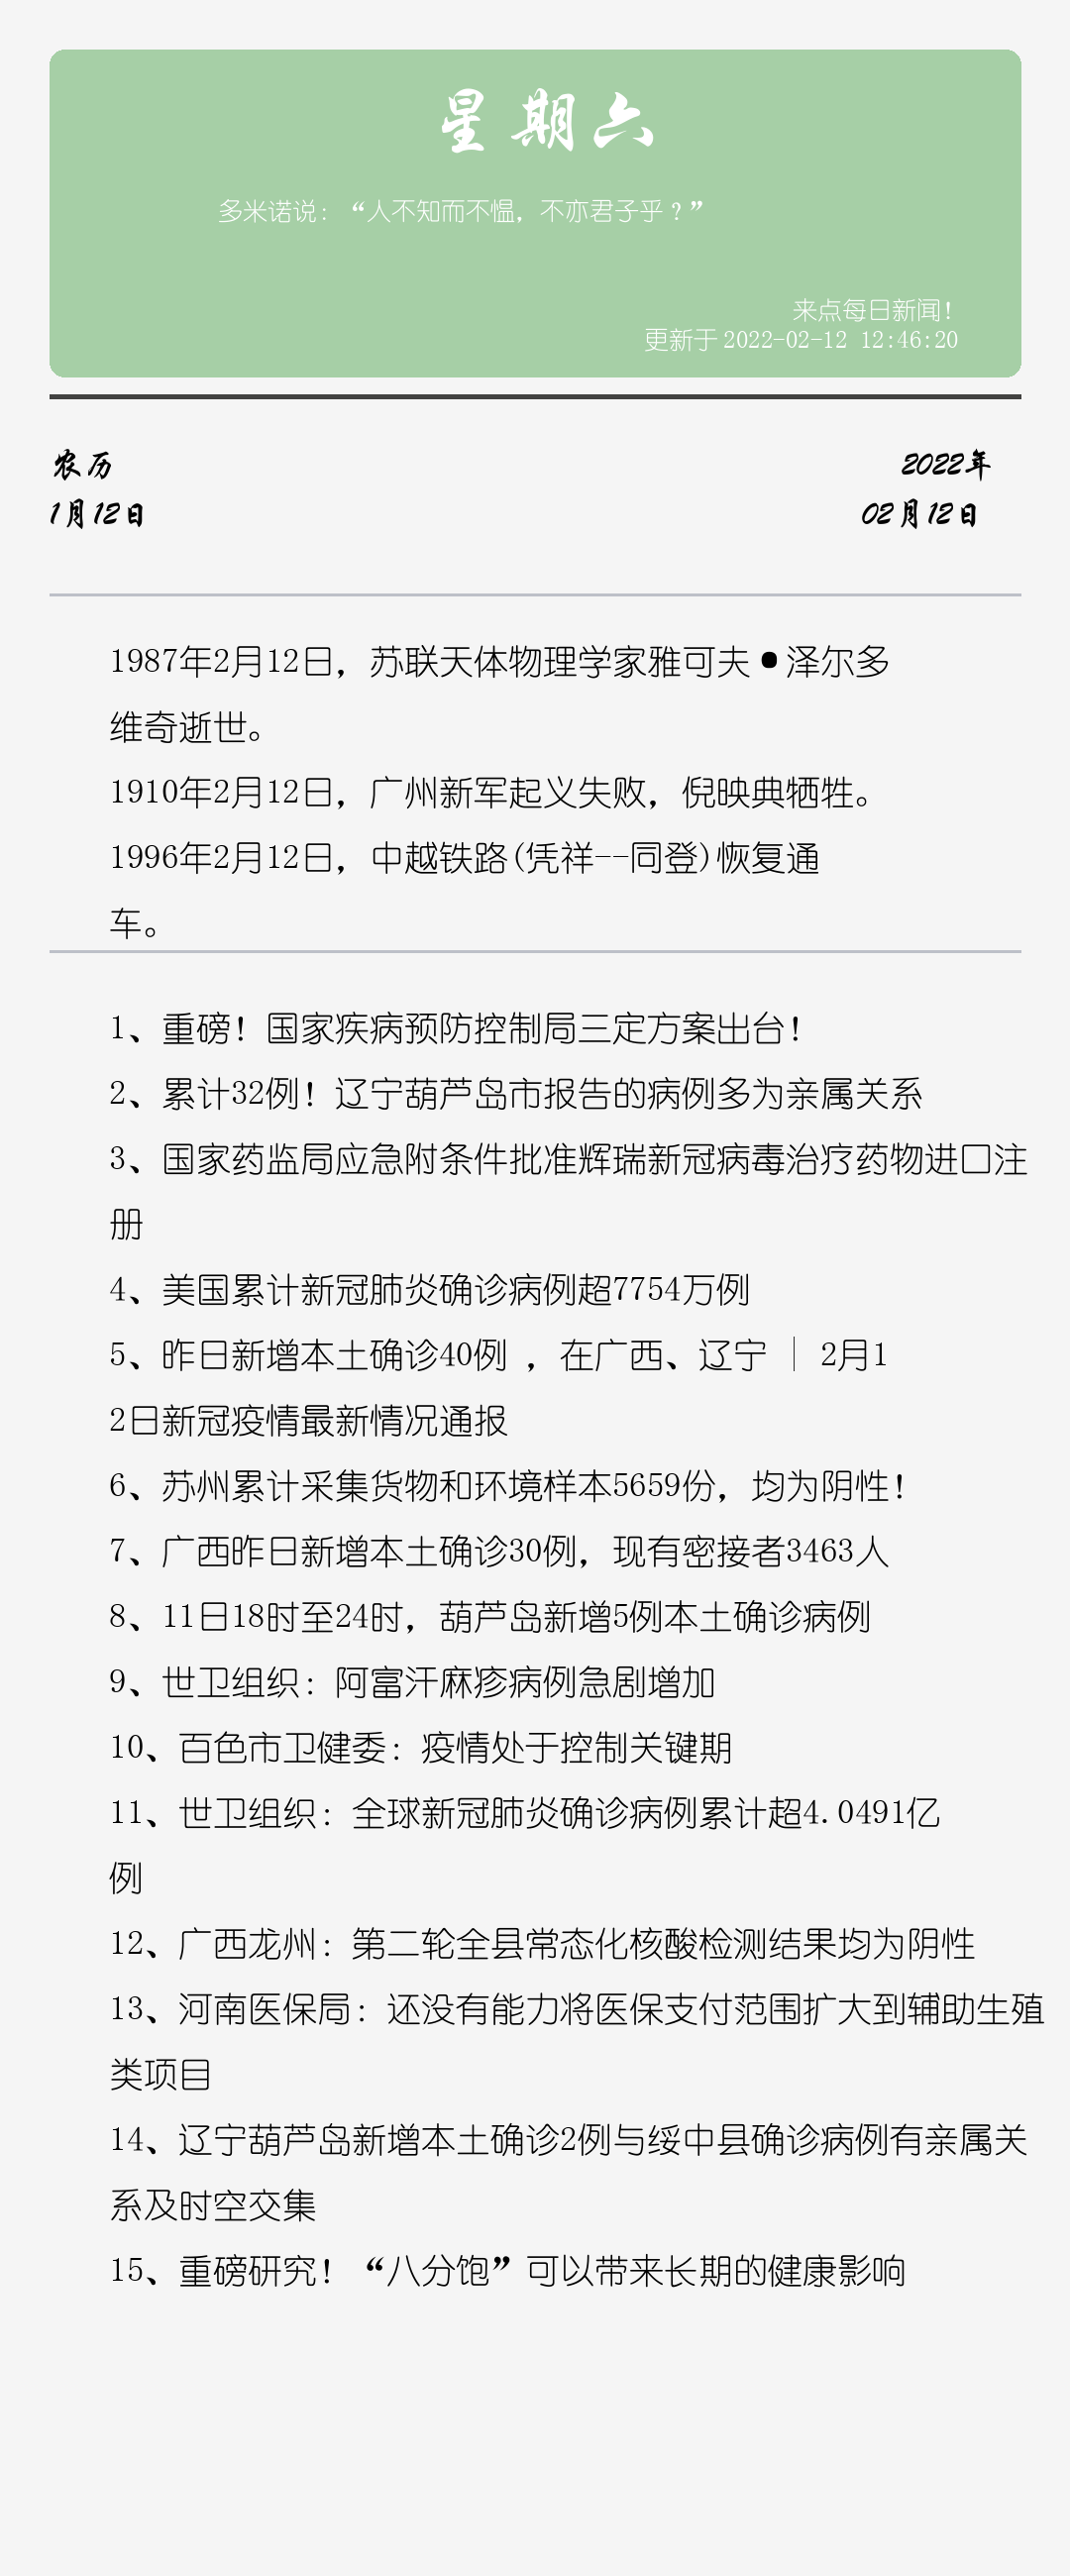 星期六
多米诺说：“人不知而不愠，不亦君子乎？”
来点每日新闻！
更新于2022-02-12 12:46:20
农历
2022年
1月12日
02月12日
1987年2月12日，苏联天体物理学家雅可夫•泽尔多
维奇逝世。
1910年2月12日，广州新军起义失败，倪映典牺牲。
1996年2月12日，中越铁路(凭祥--同登)恢复通
车。
1、重磅！国家疾病预防控制局三定方案出台！
2、累计32例！辽宁葫芦岛市报告的病例多为亲属关系
3、国家药监局应急附条件批准辉瑞新冠病毒治疗药物进口注
册
4、美国累计新冠肺炎确诊病例超7754万例
5、昨日新增本土确诊40例 ，在广西、辽宁 ｜ 2月1
2日新冠疫情最新情况通报
6、苏州累计采集货物和环境样本5659份，均为阴性！
7、广西昨日新增本土确诊30例，现有密接者3463人
8、11日18时至24时，葫芦岛新增5例本土确诊病例
9、世卫组织：阿富汗麻疹病例急剧增加
10、百色市卫健委：疫情处于控制关键期
11、世卫组织：全球新冠肺炎确诊病例累计超4.0491亿
例
12、广西龙州：第二轮全县常态化核酸检测结果均为阴性
13、河南医保局：还没有能力将医保支付范围扩大到辅助生殖
类项目
14、辽宁葫芦岛新增本土确诊2例与绥中县确诊病例有亲属关
系及时空交集
15、重磅研究！“八分饱”可以带来长期的健康影响